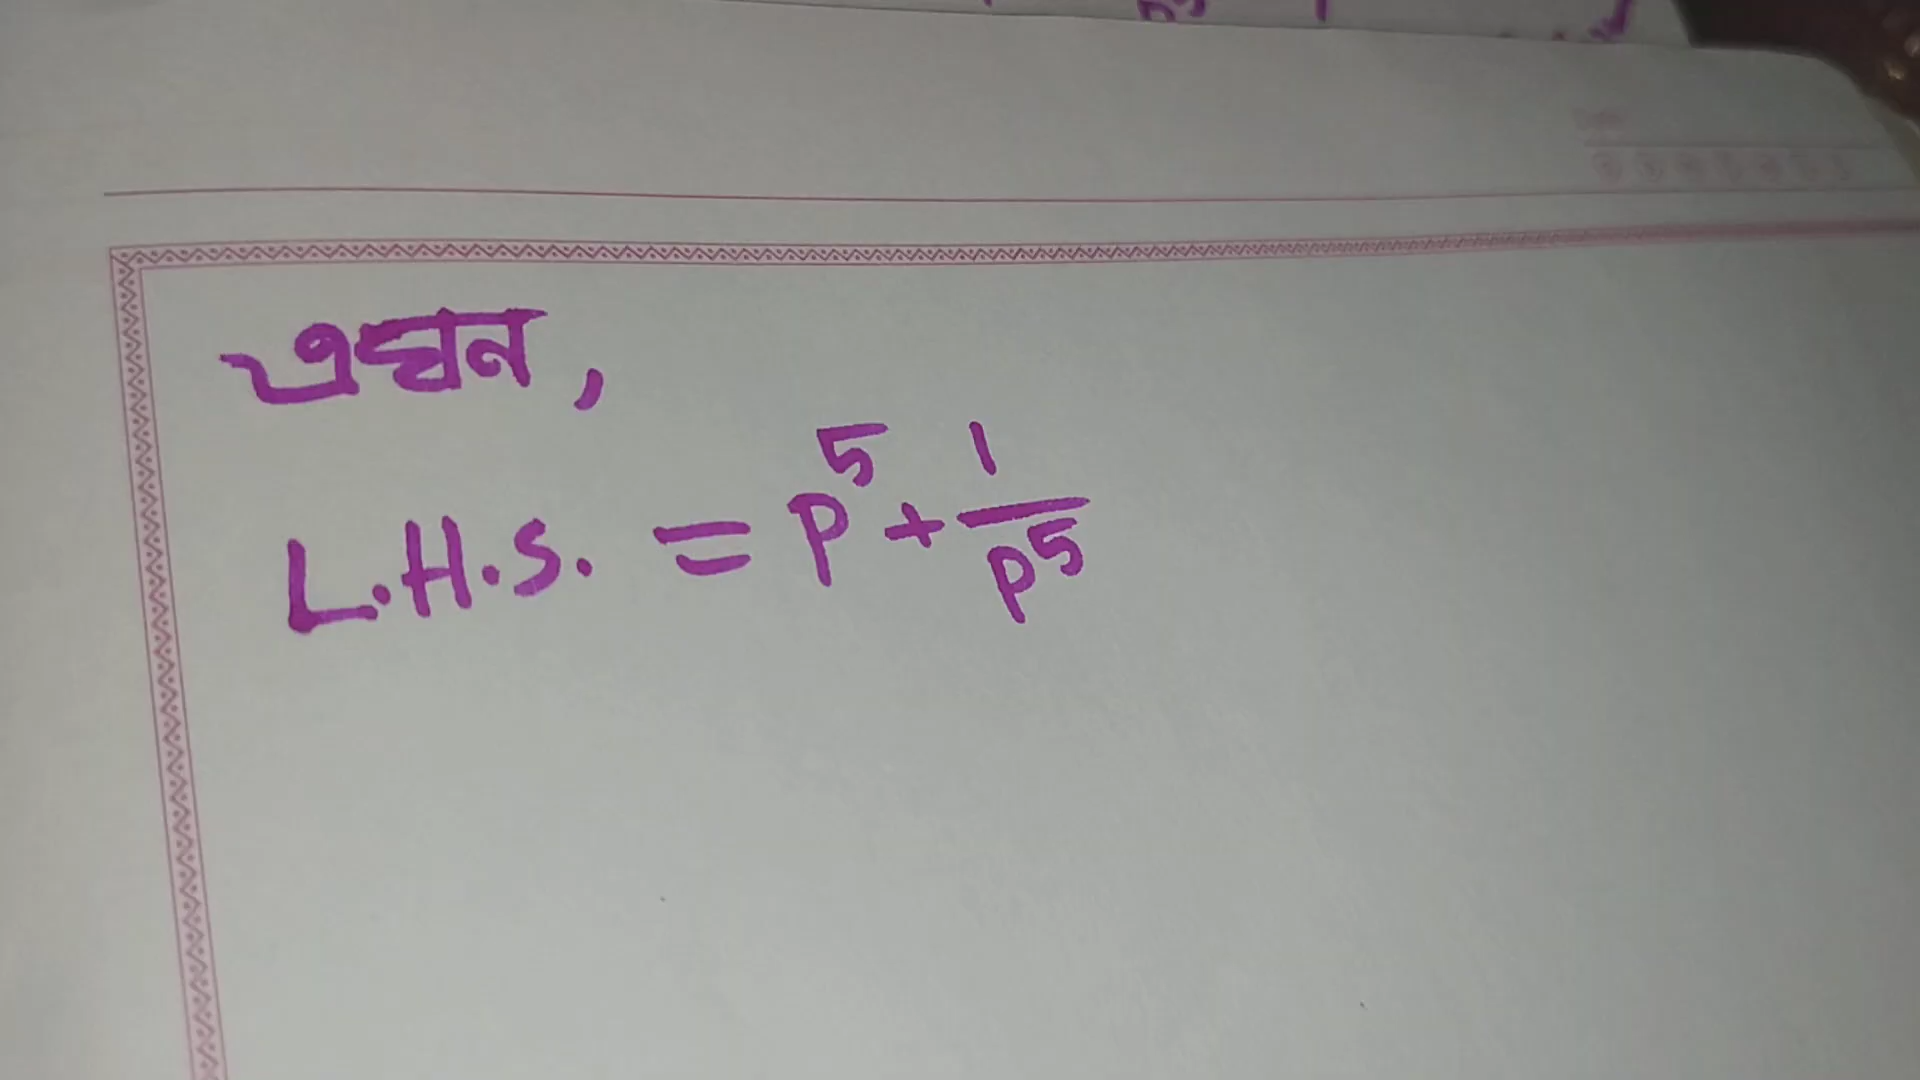 এখন,
L.H.S. = p⁵ + 1/p⁵